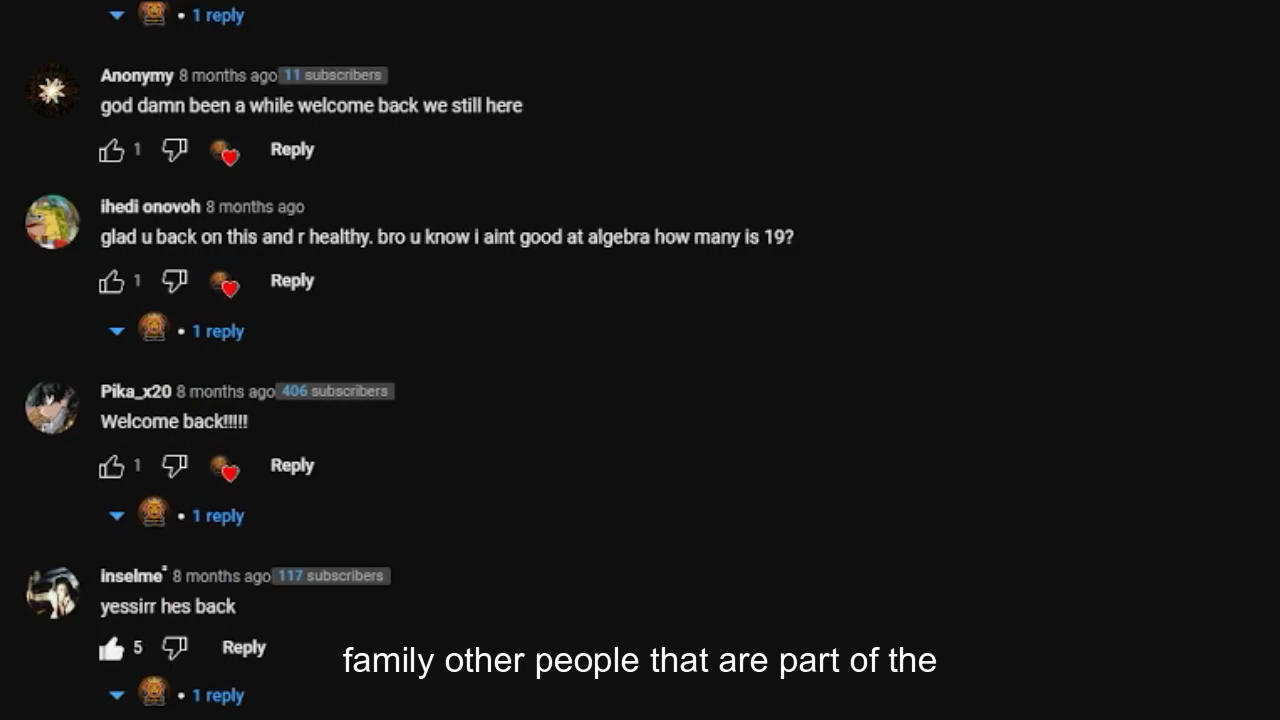 • 1 reply
Anonymy 8 months ago 11 subscribers
god damn been a while welcome back we still here
1 Reply
ihedi onovoh 8 months ago
glad u back on this and r healthy. bro u know i aint good at algebra how many is 19?
1 Reply
• 1 reply
Pika_x20 8 months ago 406 subscribers
Welcome back!!!!!
1 Reply
• 1 reply
inselme 8 months ago 117 subscribers
yessirr hes back
5 Reply
family other people that are part of the
• 1 reply